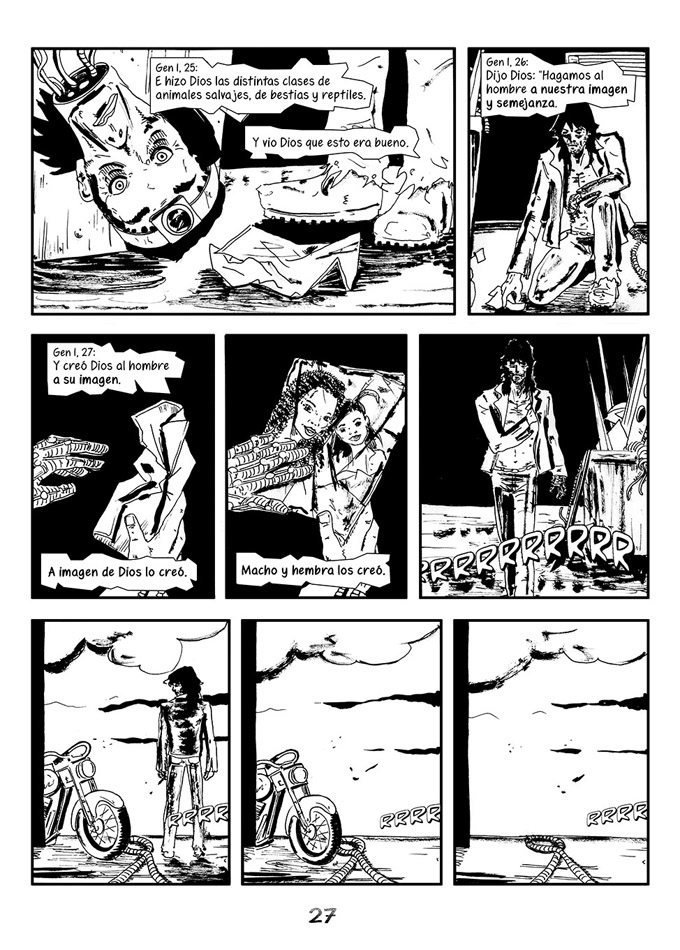 Gen I, 25:
E hizo Dios las distintas clases de
animales salvajes, de bestias y reptiles.
Y vio Dios que esto era bueno.
Gen I, 26:
Dijo Dios: "Hagamos al
hombre a nuestra imagen
y semejanza.
Gen I, 27:
Y creó Dios al hombre
a su imagen.
A imagen de Dios lo creó.
Macho y hembra los creó.
RRRRRRRRRRR
RRRR
RRRR
RRRR
27